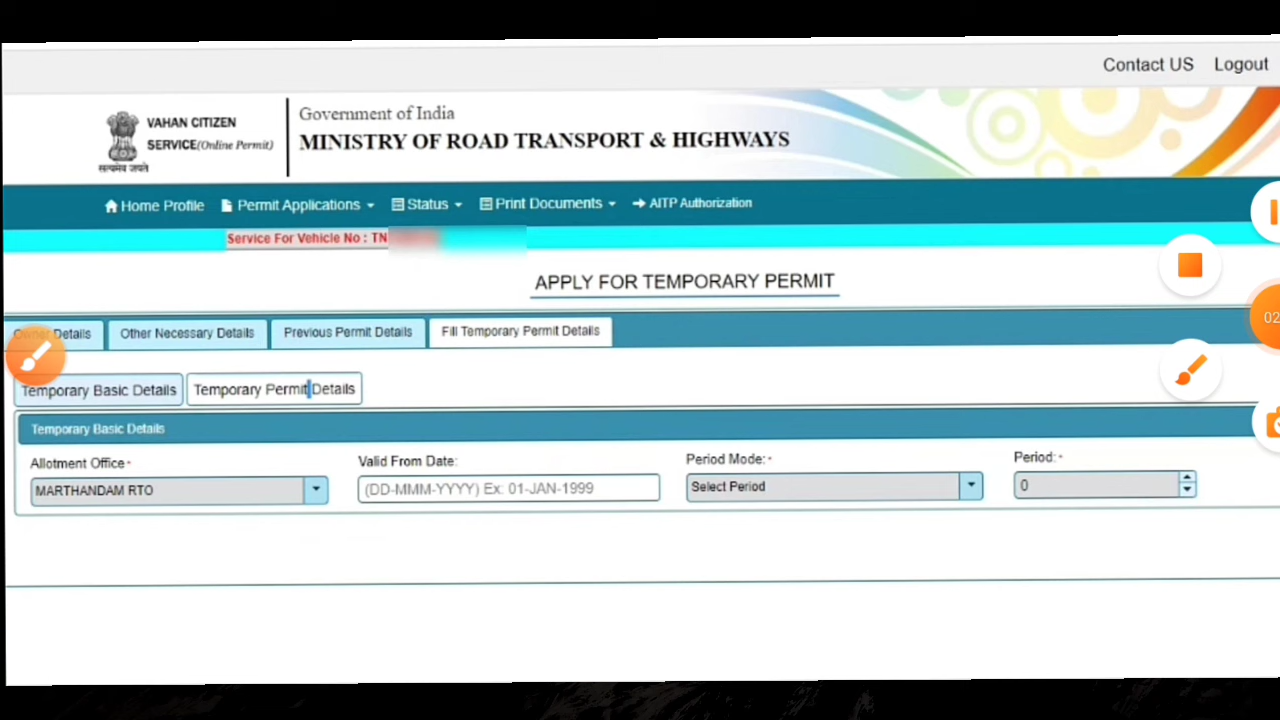 Contact US Logout
VAHAN CITIZEN
SERVICE(Online Permit)
सत्यमेव जयते
Government of India
MINISTRY OF ROAD TRANSPORT & HIGHWAYS
Home Profile Permit Applications Status Print Documents AITP Authorization
Service For Vehicle No : TN
APPLY FOR TEMPORARY PERMIT
Details Other Necessary Details Previous Permit Details Fill Temporary Permit Details
Temporary Basic Details Temporary Permit Details
Temporary Basic Details
Allotment Office* Valid From Date: Period Mode:* Period:*
MARTHANDAM RTO (DD-MMM-YYYY) Ex: 01-JAN-1999 Select Period 0